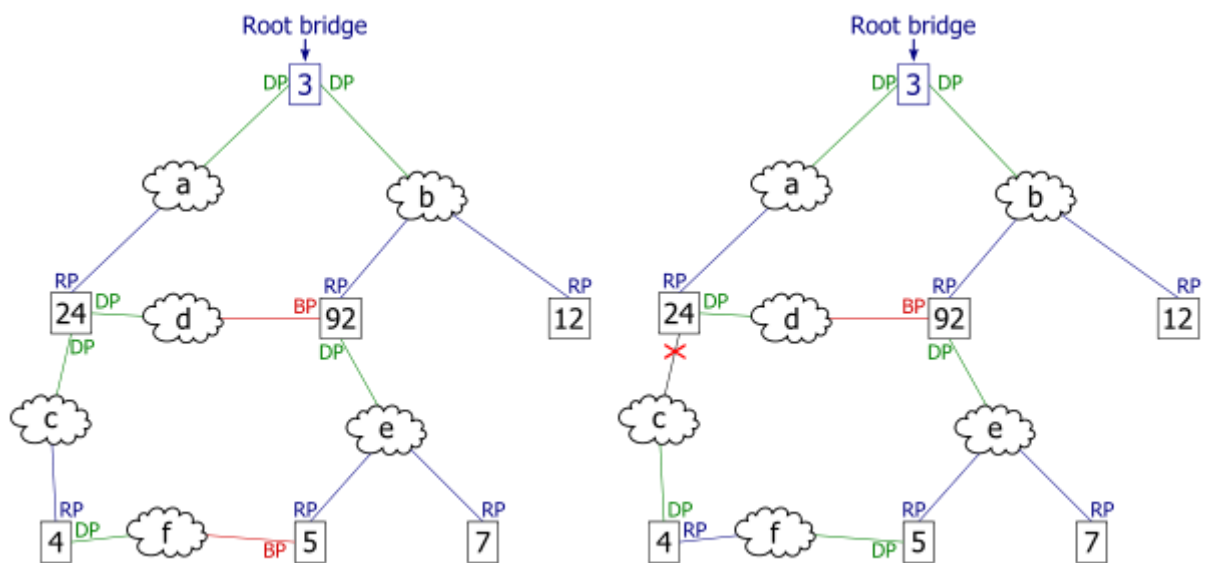 Root bridge Root bridge
DP 3 DP DP 3 DP
a b a b
RP RP RP RP RP RP
24 DP d BP 92 12 24 DP d BP 92 12
DP DP DP
c e c e
RP RP RP DP RP RP
4 DP f BP 5 7 4 RP f DP 5 7